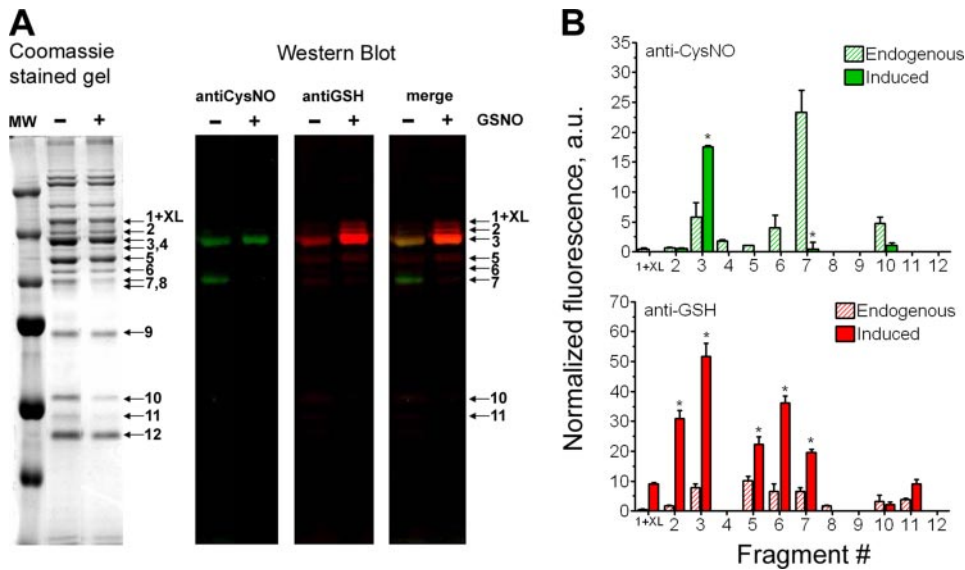 A
Coomassie
stained gel
Western Blot
antiCysNO antiGSH merge
MW – + – + – + – + GSNO
1+XL
2
3,4
5
6
7,8
9
10
11
12
1+XL
2
3
5
6
7
10
11
B
anti-CysNO
Endogenous
Induced
35
30
25
20
15
10
5
0
*
*
1+XL 2 3 4 5 6 7 8 9 10 11 12
Normalized fluorescence, a.u.
anti-GSH
Endogenous
Induced
70
60
50
40
30
20
10
0
* * * * *
1+XL 2 3 4 5 6 7 8 9 10 11 12
Fragment #